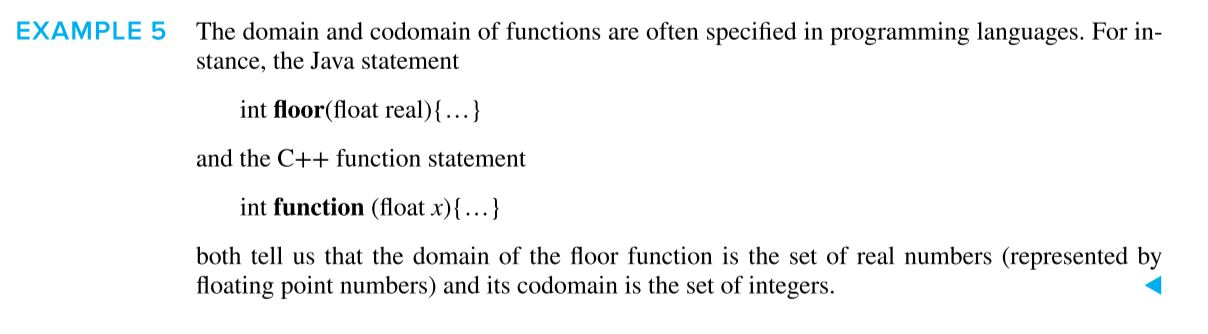 EXAMPLE 5 The domain and codomain of functions are often specified in programming languages. For in-
stance, the Java statement
int floor(float real){...}
and the C++ function statement
int function (float x){...}
both tell us that the domain of the floor function is the set of real numbers (represented by
floating point numbers) and its codomain is the set of integers.